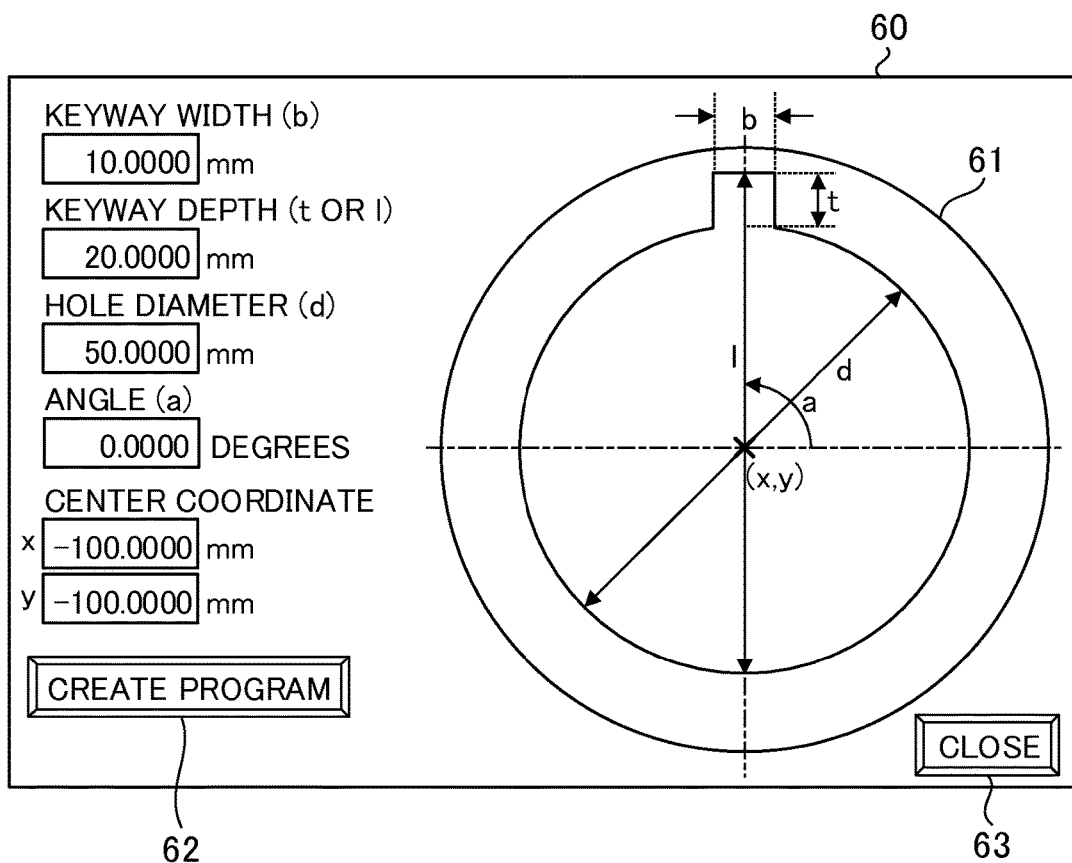 60
KEYWAY WIDTH (b)
10.0000 mm
KEYWAY DEPTH (t OR l)
20.0000 mm
HOLE DIAMETER (d)
50.0000 mm
ANGLE (a)
0.0000 DEGREES
CENTER COORDINATE
x -100.0000 mm
y -100.0000 mm
CREATE PROGRAM
62
b
61
t
l
d
a
(x,y)
CLOSE
63